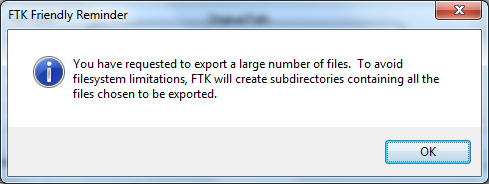 FTK Friendly Reminder
You have requested to export a large number of files.  To avoid
filesystem limitations, FTK will create subdirectories containing all the
files chosen to be exported.
OK